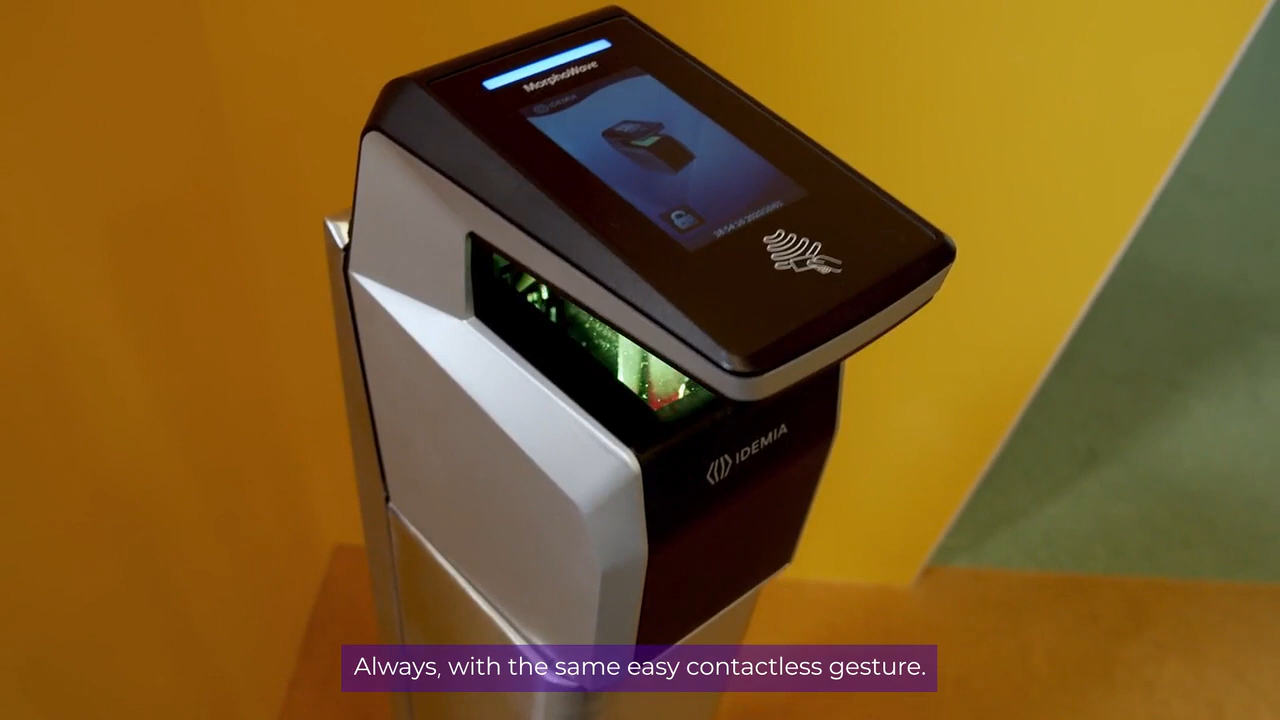 MorphoWave
IDEMIA
IDEMIA
Always, with the same easy contactless gesture.